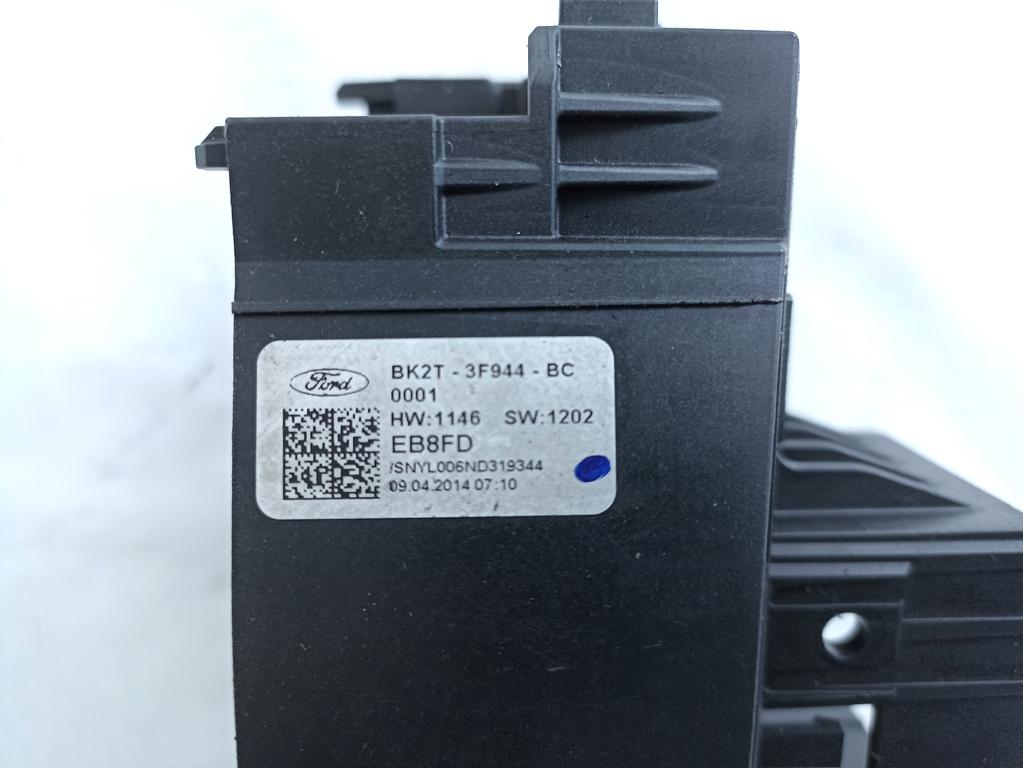 Ford
BK2T - 3F944 - BC
0001
HW:1146 SW:1202
EB8FD
/SNYL006ND319344
09.04.2014 07:10